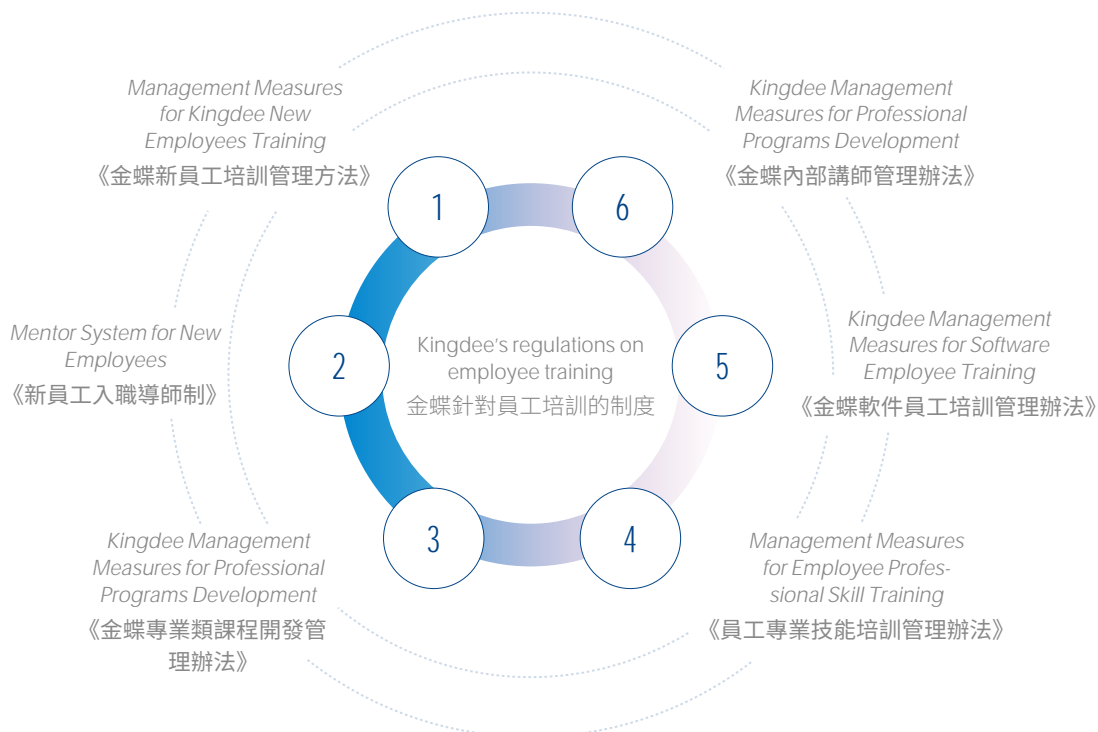 Management Measures
for Kingdee New
Employees Training
《金蝶新員工培訓管理方法》
1
Mentor System for New
Employees
《新員工入職導師制》
2
Kingdee Management
Measures for Professional
Programs Development
《金蝶專業類課程開發管
理辦法》
3
Management Measures
for Employee Profes-
sional Skill Training
《員工專業技能培訓管理辦法》
4
Kingdee Management
Measures for Software
Employee Training
《金蝶軟件員工培訓管理辦法》
5
Kingdee Management
Measures for Professional
Programs Development
《金蝶內部講師管理辦法》
6
Kingdee's regulations on
employee training
金蝶針對員工培訓的制度